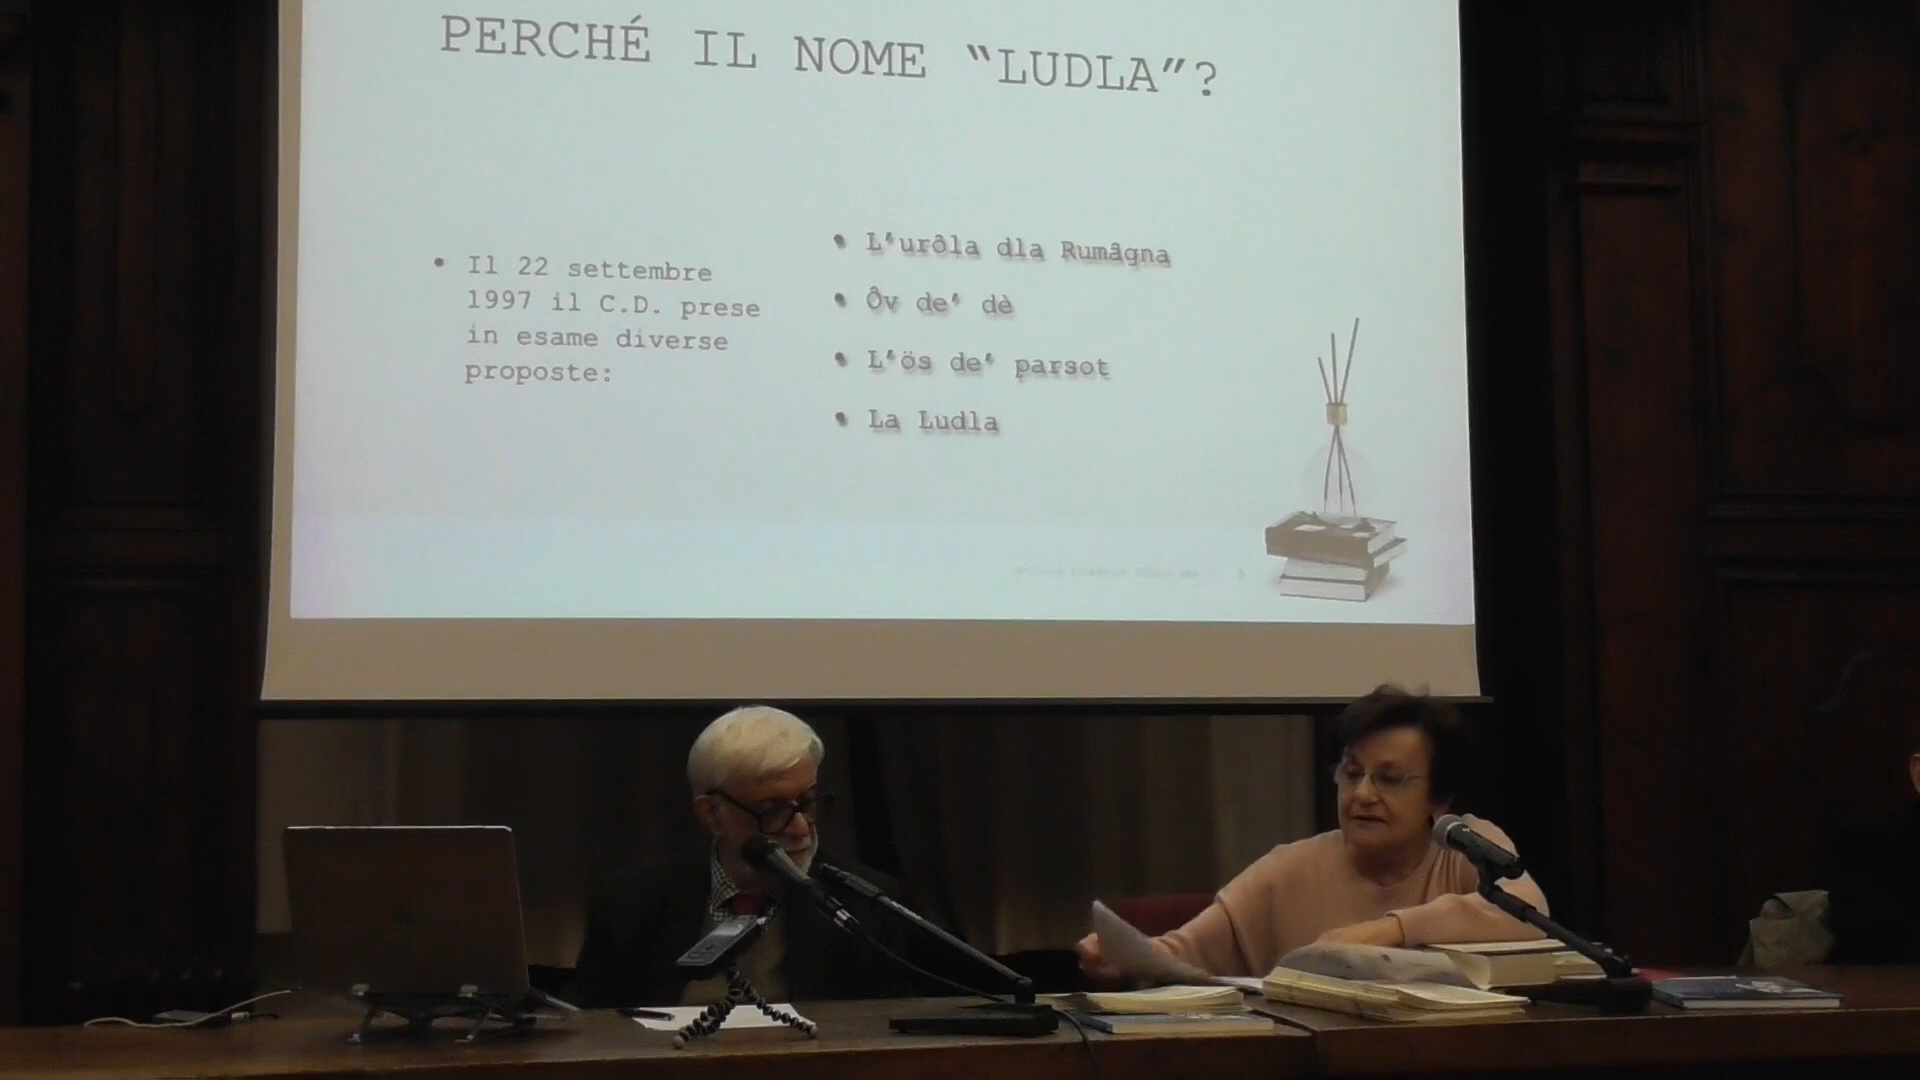 PERCHÉ IL NOME “LUDLA”?
• Il 22 settembre
1997 il C.D. prese
in esame diverse
proposte:
• L‘urôla dla Rumâgna
• Ôv de’ dè
• L‘ös de‘ parsot
• La Ludla